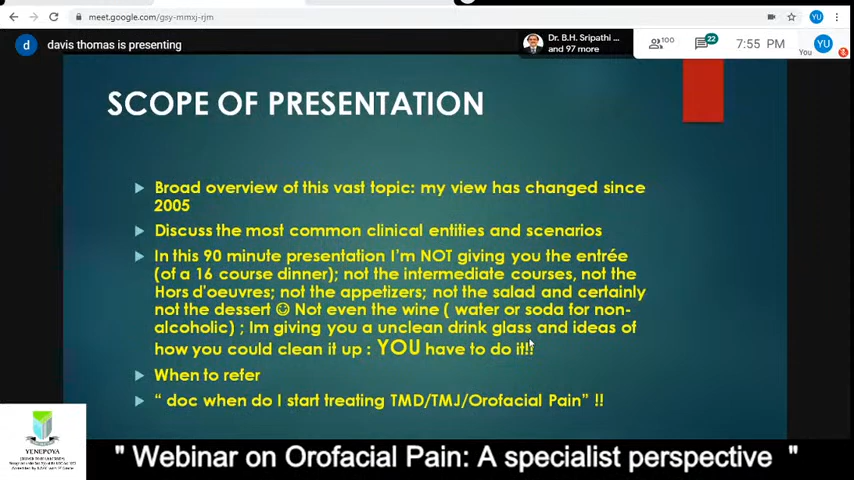 meet.google.com/gsy-mmxj-rjm
YU
d
davis thomas is presenting
Dr. B.H. Sripathi ...
and 97 more
100
22
7:55 PM
You
YU
SCOPE OF PRESENTATION
Broad overview of this vast topic: my view has changed since
2005
Discuss the most common clinical entities and scenarios
In this 90 minute presentation I'm NOT giving you the entrée
(of a 16 course dinner); not the intermediate courses, not the
Hors d'oeuvres; not the appetizers; not the salad and certainly
not the dessert ☺ Not even the wine ( water or soda for non-
alcoholic) ; Im giving you a unclean drink glass and ideas of
how you could clean it up : YOU have to do it!!
When to refer
“ doc when do I start treating TMD/TMJ/Orofacial Pain” !!
YENEPOYA
" Webinar on Orofacial Pain: A specialist perspective "